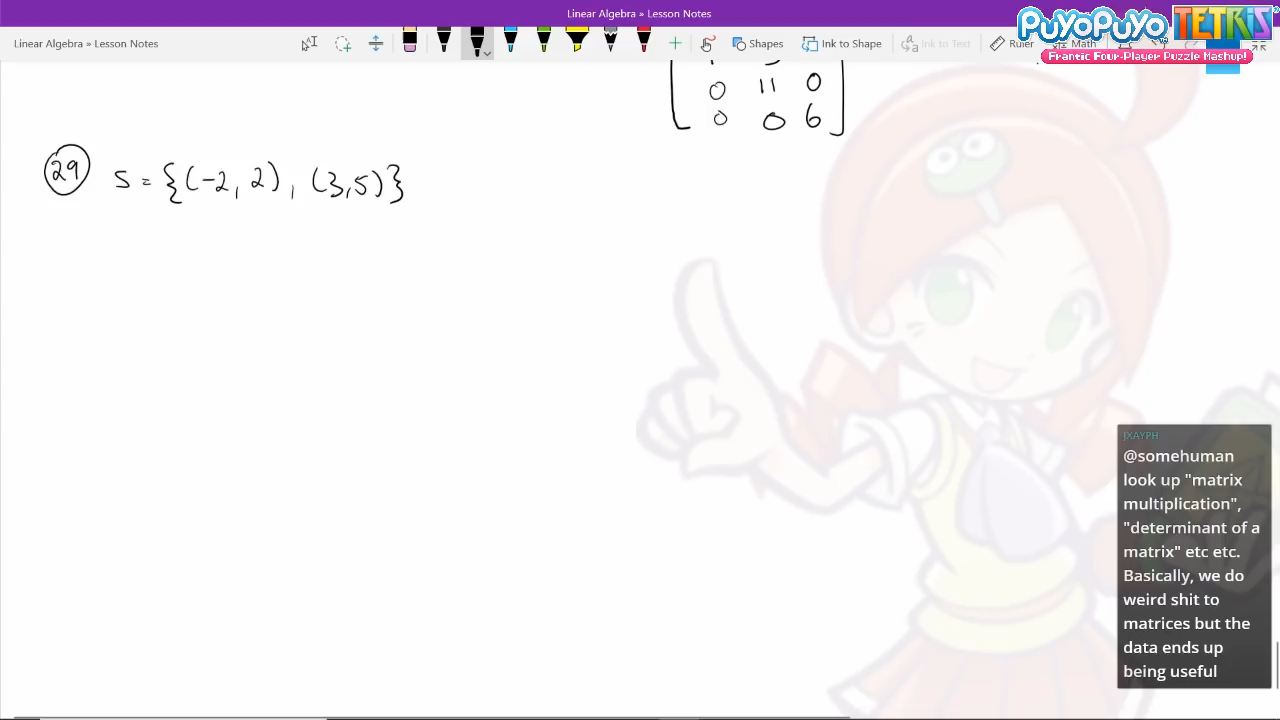 Linear Algebra » Lesson Notes
Linear Algebra » Lesson Notes
Shapes
Ink to Shape
Ink to Text
Ruler
Math
PuyoPuyo TETRIS
Frantic Four-Player Puzzle Mashup!
0 11 0
0 0 6
29 S = {(-2, 2), (3,5)}
JXAYPH
@somehuman
look up "matrix
multiplication",
"determinant of a
matrix" etc etc.
Basically, we do
weird shit to
matrices but the
data ends up
being useful